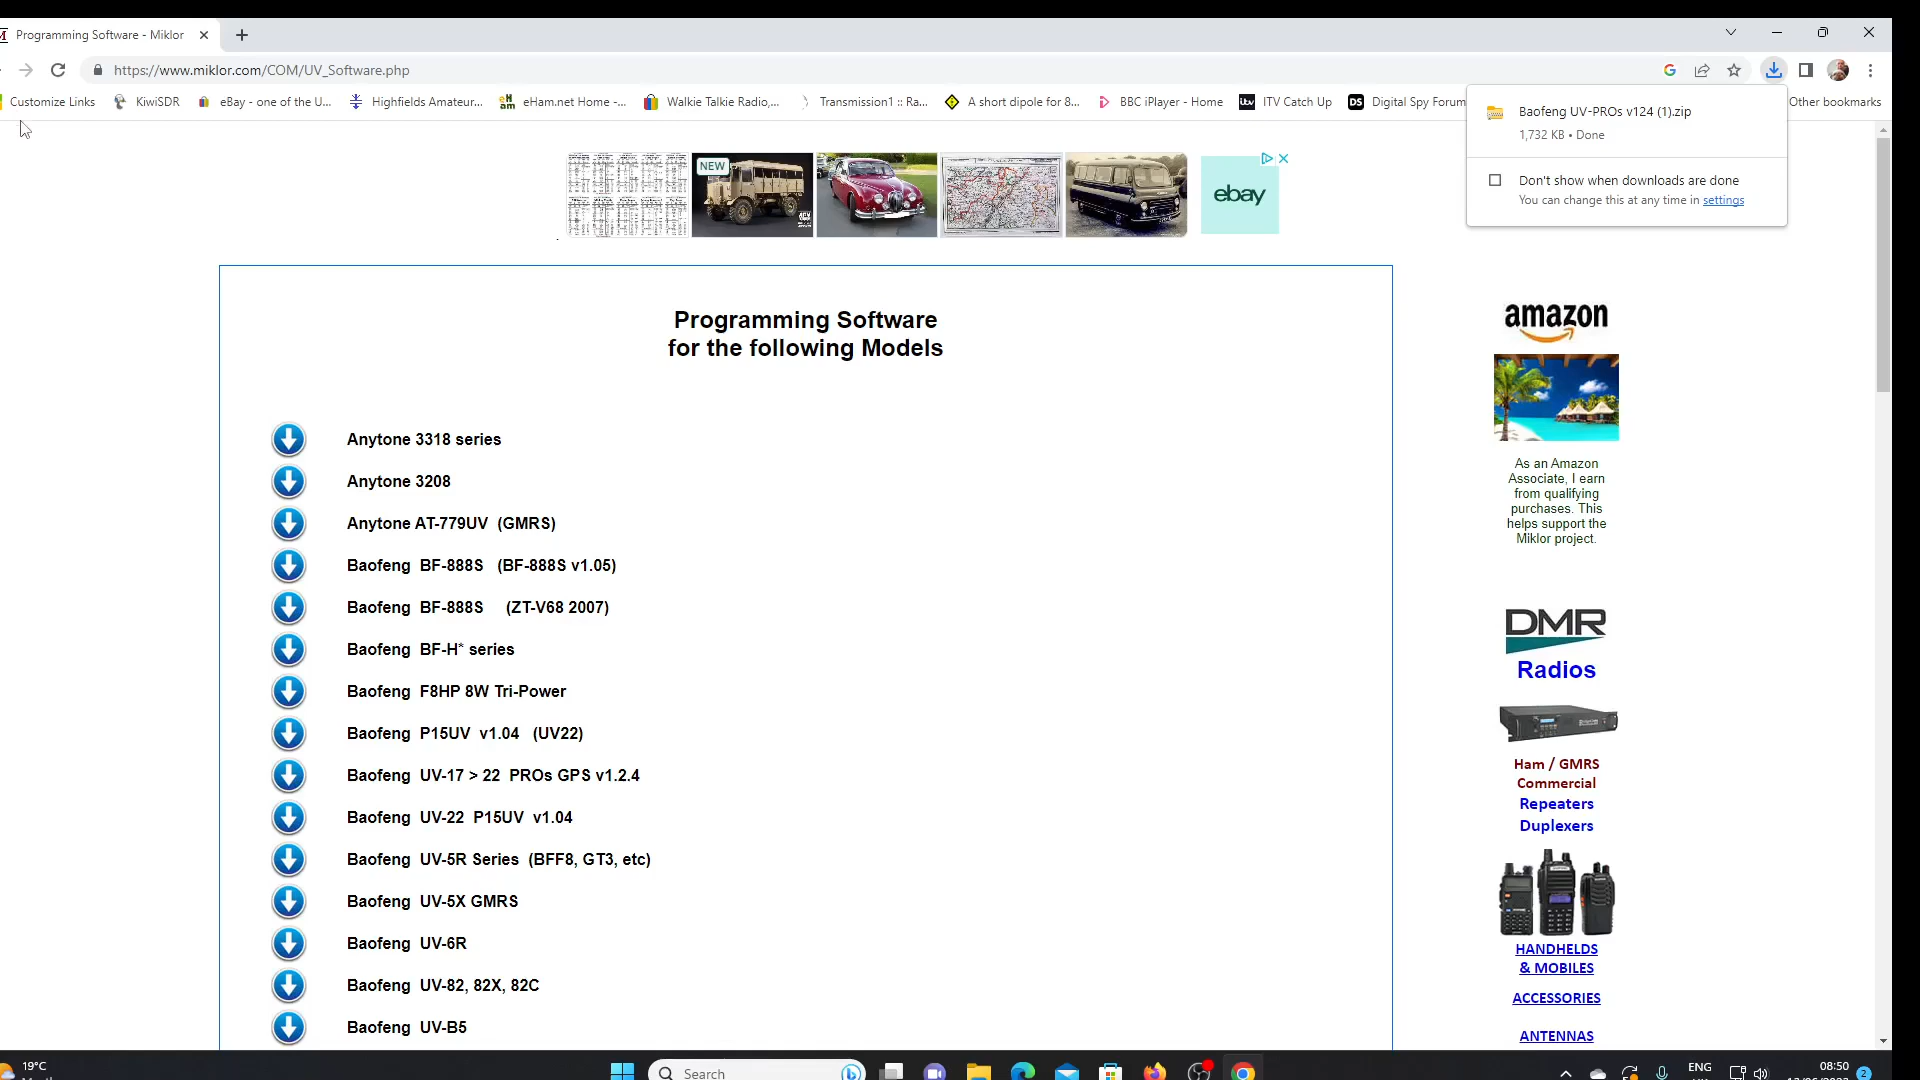 Programming Software - Miklor
https://www.miklor.com/COM/UV_Software.php
Customize Links
KiwiSDR
eBay - one of the U...
Highfields Amateur...
eHam.net Home -...
Walkie Talkie Radio,...
Transmission1 :: Ra...
A short dipole for 8...
BBC iPlayer - Home
ITV Catch Up
Digital Spy Forum
Other bookmarks
Baofeng UV-PROs v124 (1).zip
1,732 KB • Done
Don't show when downloads are done
You can change this at any time in settings
NEW
ebay
Programming Software
for the following Models
Anytone 3318 series
Anytone 3208
Anytone AT-779UV (GMRS)
Baofeng BF-888S (BF-888S v1.05)
Baofeng BF-888S (ZT-V68 2007)
Baofeng BF-H* series
Baofeng F8HP 8W Tri-Power
Baofeng P15UV v1.04 (UV22)
Baofeng UV-17 > 22 PROs GPS v1.2.4
Baofeng UV-22 P15UV v1.04
Baofeng UV-5R Series (BFF8, GT3, etc)
Baofeng UV-5X GMRS
Baofeng UV-6R
Baofeng UV-82, 82X, 82C
Baofeng UV-B5
amazon
As an Amazon
Associate, I earn
from qualifying
purchases. This
helps support the
Miklor project.
DMR
Radios
Ham / GMRS
Commercial
Repeaters
Duplexers
HANDHELDS
& MOBILES
ACCESSORIES
ANTENNAS
19°C
Search
ENG
08:50
2